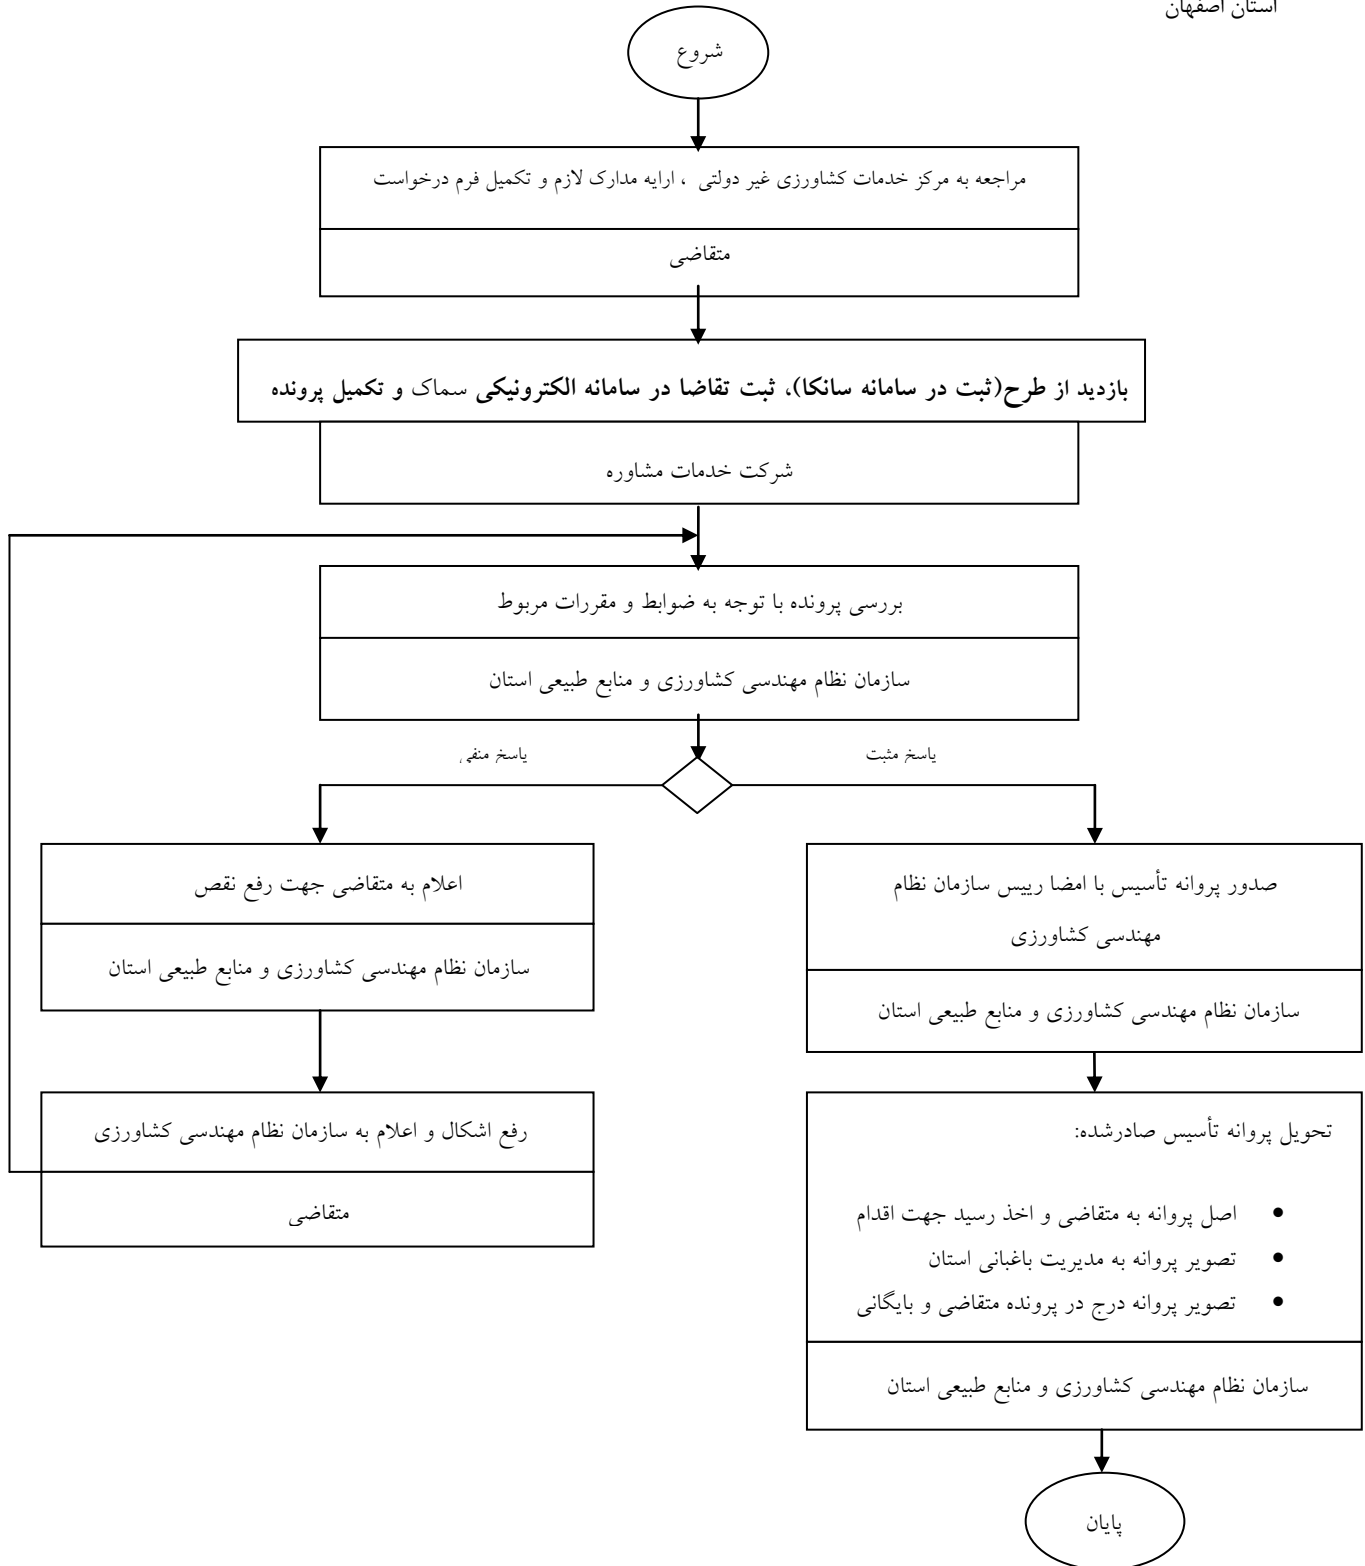 استان اصفهان
شروع
مراجعه به مرکز خدمات کشاورزی غیر دولتی ، ارایه مدارک لازم و تکمیل فرم درخواست
متقاضی
بازدید از طرح(ثبت در سامانه سانکا)، ثبت تقاضا در سامانه الکترونیکی سماک و تکمیل پرونده
شرکت خدمات مشاوره
بررسی پرونده با توجه به ضوابط و مقررات مربوط
سازمان نظام مهندسی کشاورزی و منابع طبیعی استان
پاسخ مثبت
پاسخ منفی
صدور پروانه تأسیس با امضا رییس سازمان نظام
مهندسی کشاورزی
سازمان نظام مهندسی کشاورزی و منابع طبیعی استان
اعلام به متقاضی جهت رفع نقص
سازمان نظام مهندسی کشاورزی و منابع طبیعی استان
رفع اشکال و اعلام به سازمان نظام مهندسی کشاورزی
متقاضی
تحویل پروانه تأسیس صادرشده:
• اصل پروانه به متقاضی و اخذ رسید جهت اقدام
• تصویر پروانه به مدیریت باغبانی استان
• تصویر پروانه درج در پرونده متقاضی و بایگانی
سازمان نظام مهندسی کشاورزی و منابع طبیعی استان
پایان